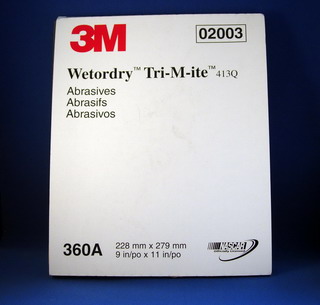 3M
02003
Wetordry™ Tri-M-ite™ 413Q
Abrasives
Abrasifs
Abrasivos
360A
228 mm x 279 mm
9 in/po x 11 in/po
NASCAR